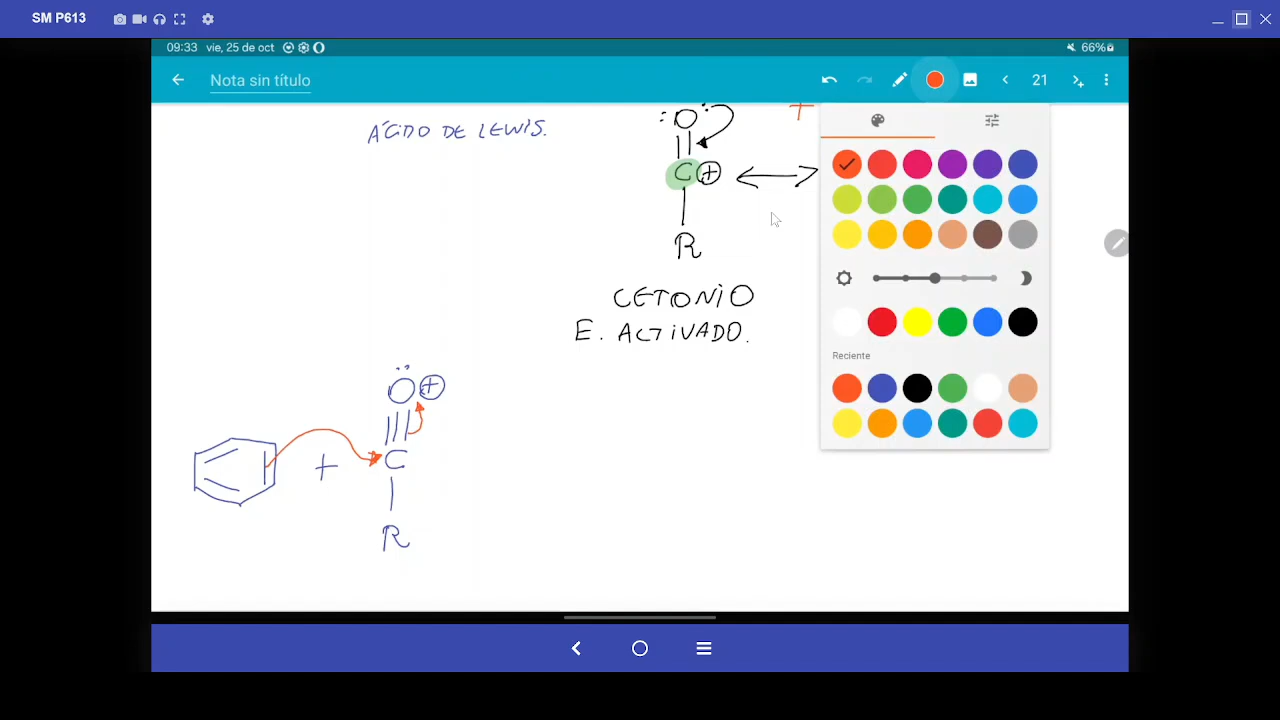 SM P613
09:33 vie, 25 de oct 66%
Nota sin título 21
ÁCIDO DE LEWIS.
:O: +
C +
R
CETONIO
E. ACTIVADO.
Reciente
O +
+ C
R